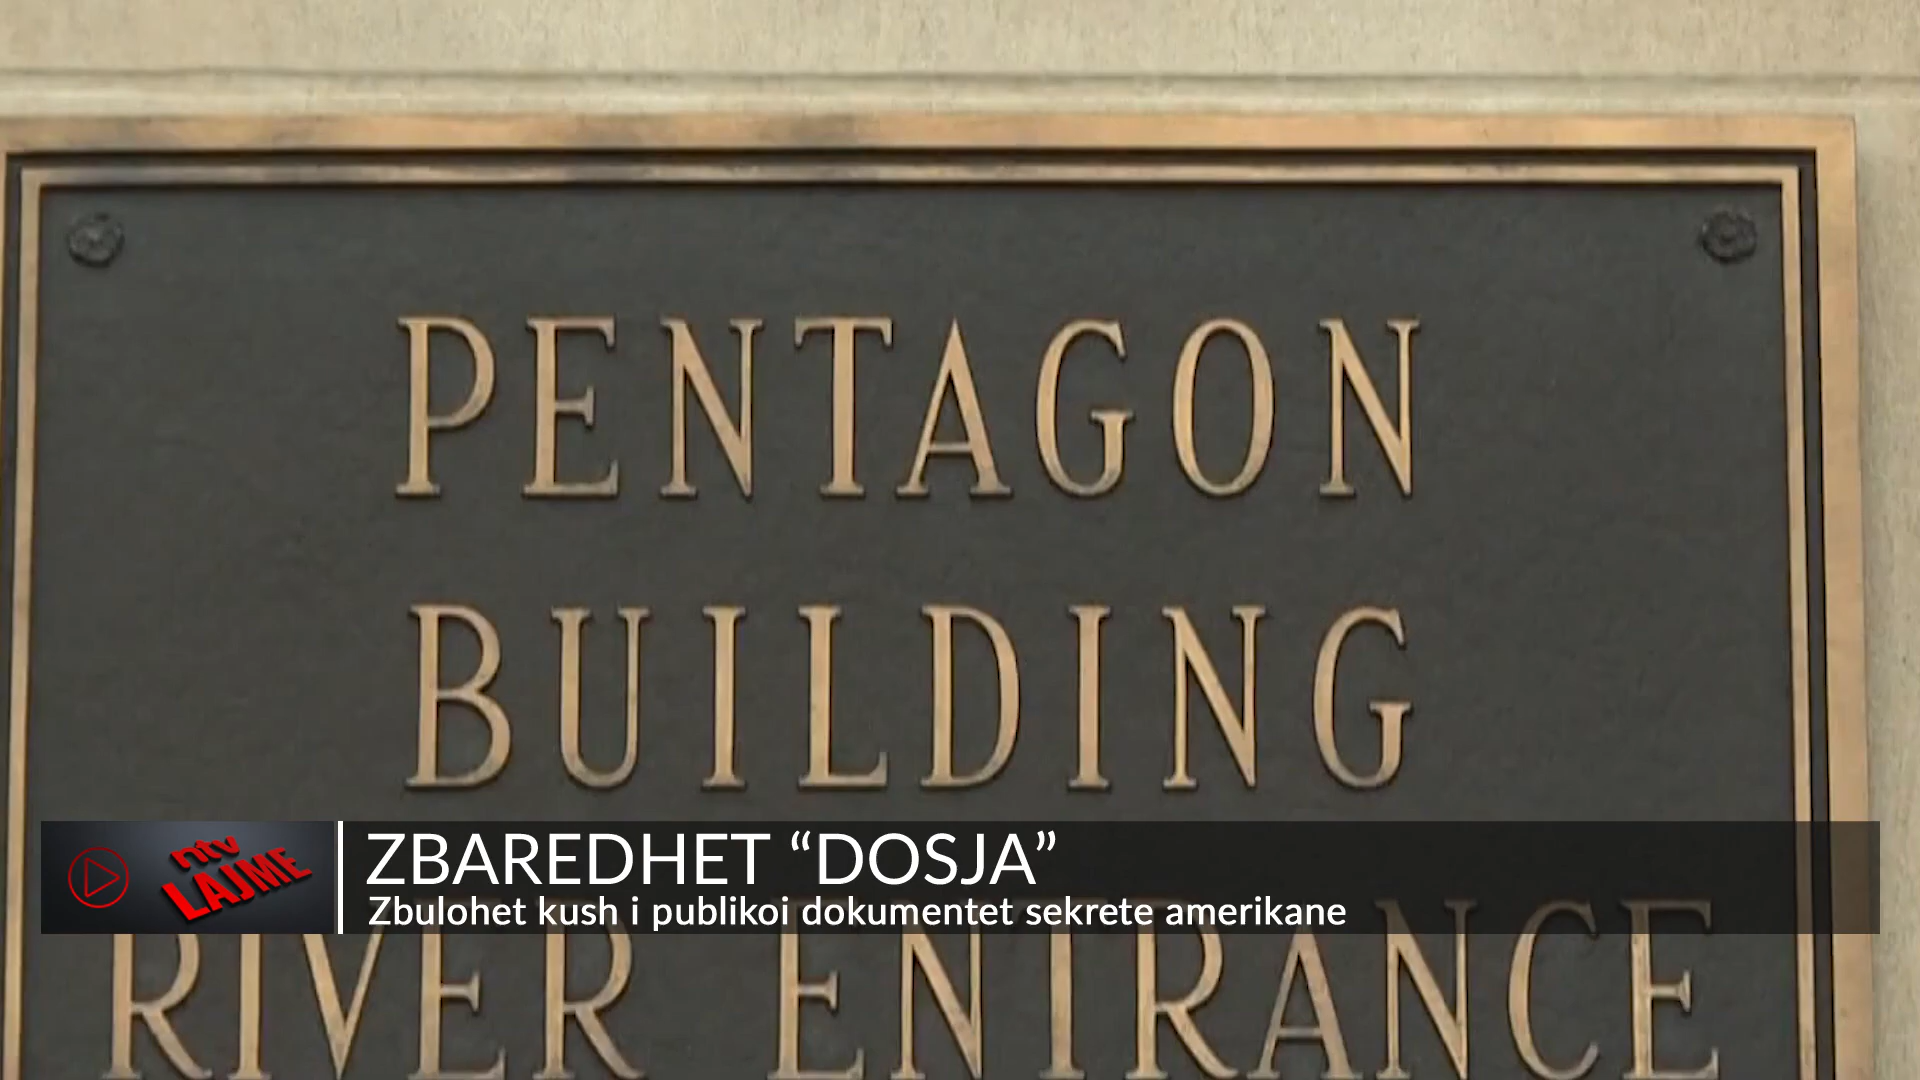 PENTAGON
BUILDING
ntv
LAJME
ZBAREDHET “DOSJA”
Zbulohet kush i publikoi dokumentet sekrete amerikane
RIVER ENTRANCE